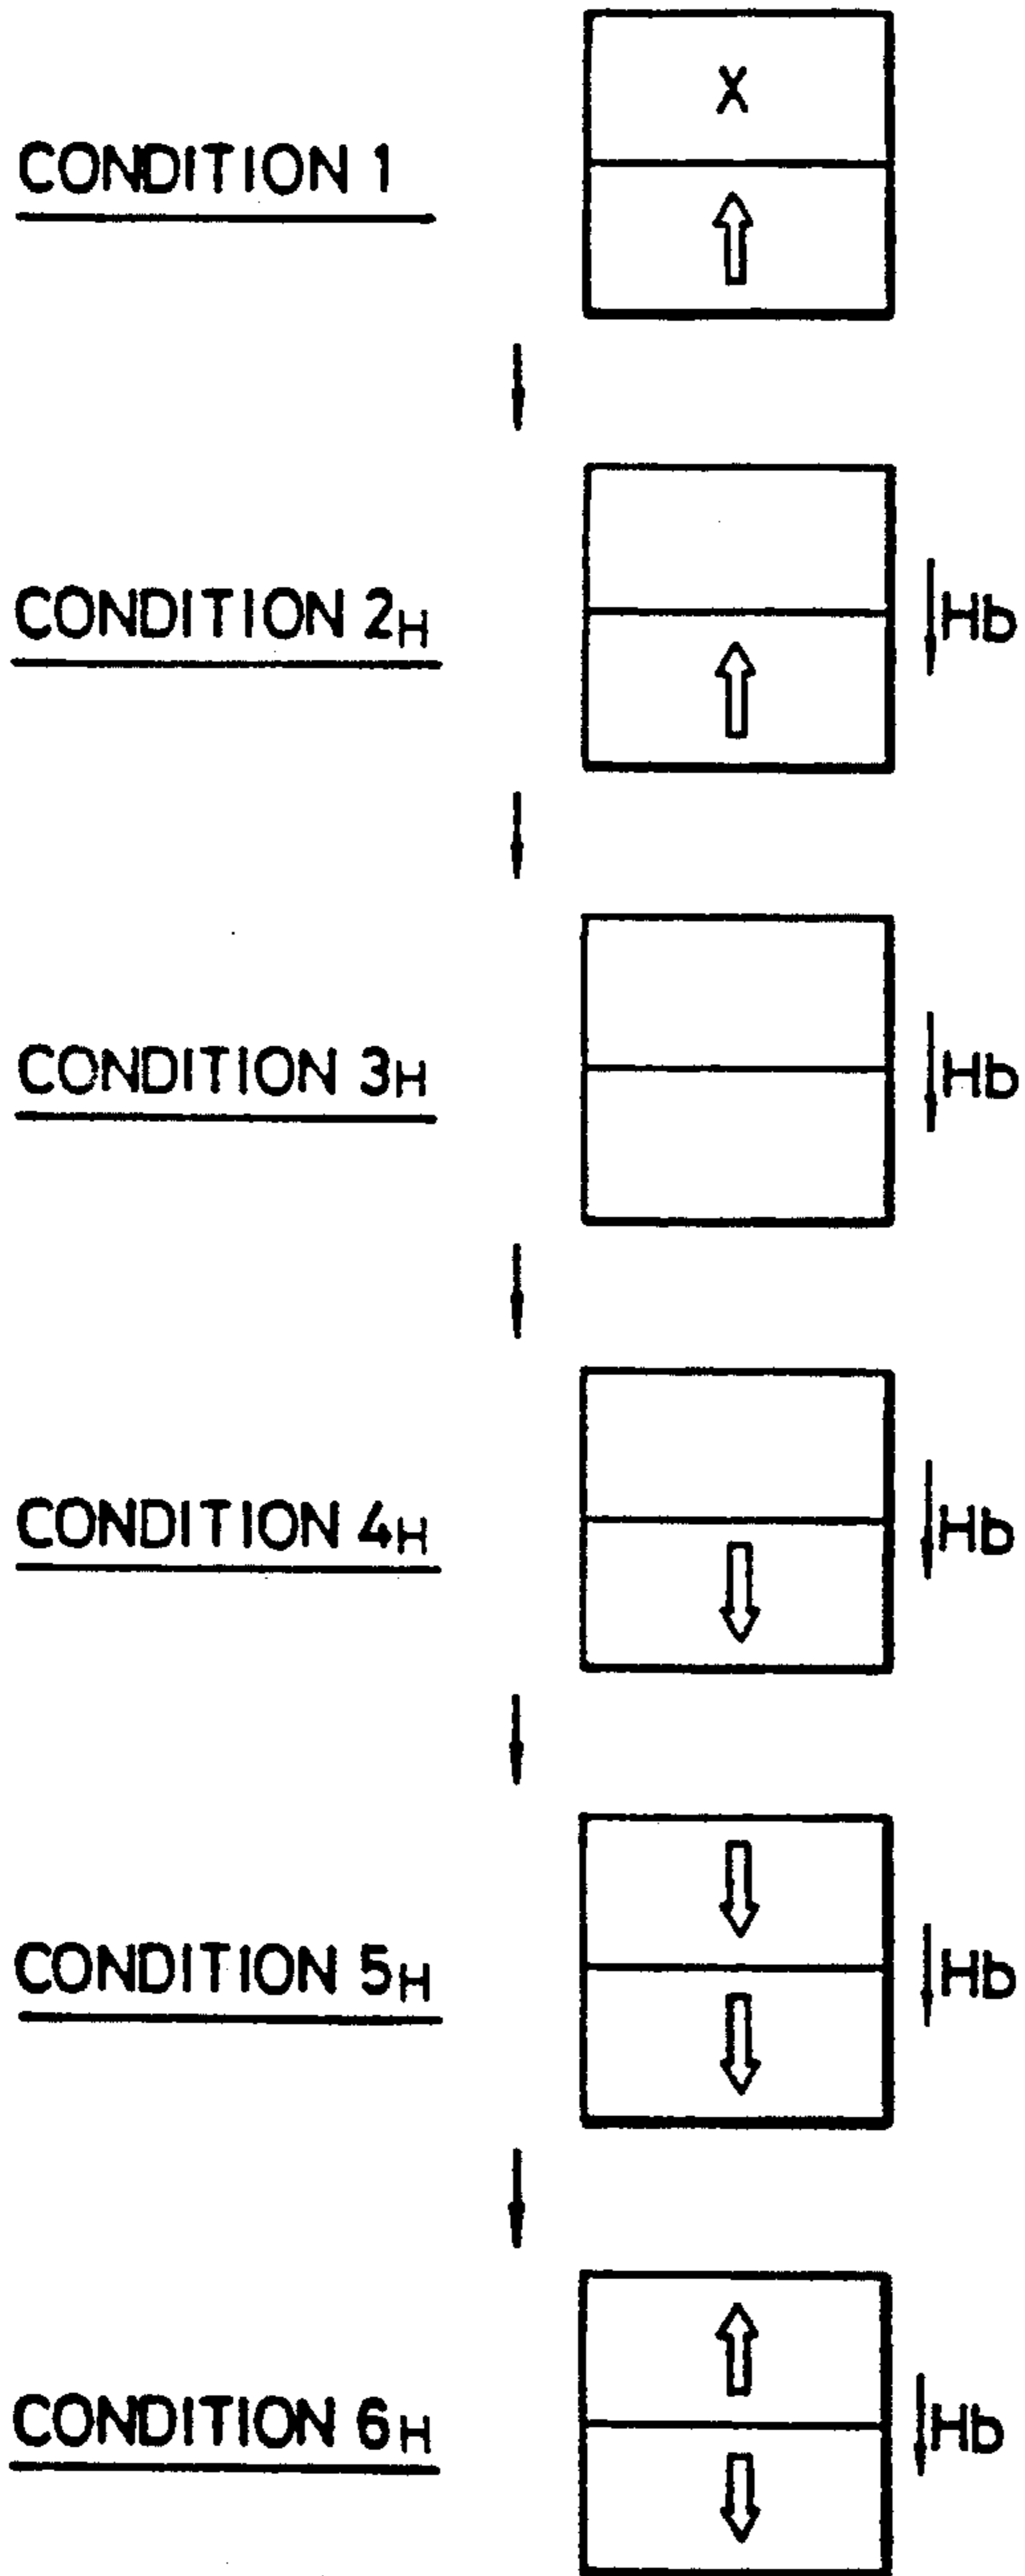 X
CONDITION 1
CONDITION 2H
Hb
CONDITION 3H
Hb
CONDITION 4H
Hb
CONDITION 5H
Hb
CONDITION 6H
Hb